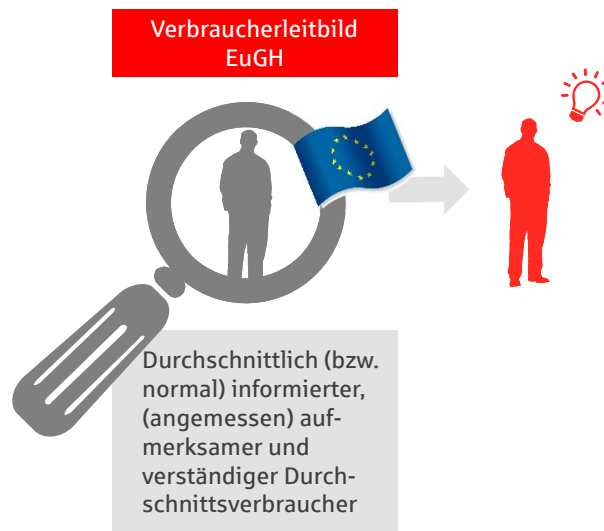 Verbraucherleitbild
EuGH
Durchschnittlich (bzw.
normal) informierter,
(angemessen) auf-
merksamer und
verständiger Durch-
schnittsverbraucher